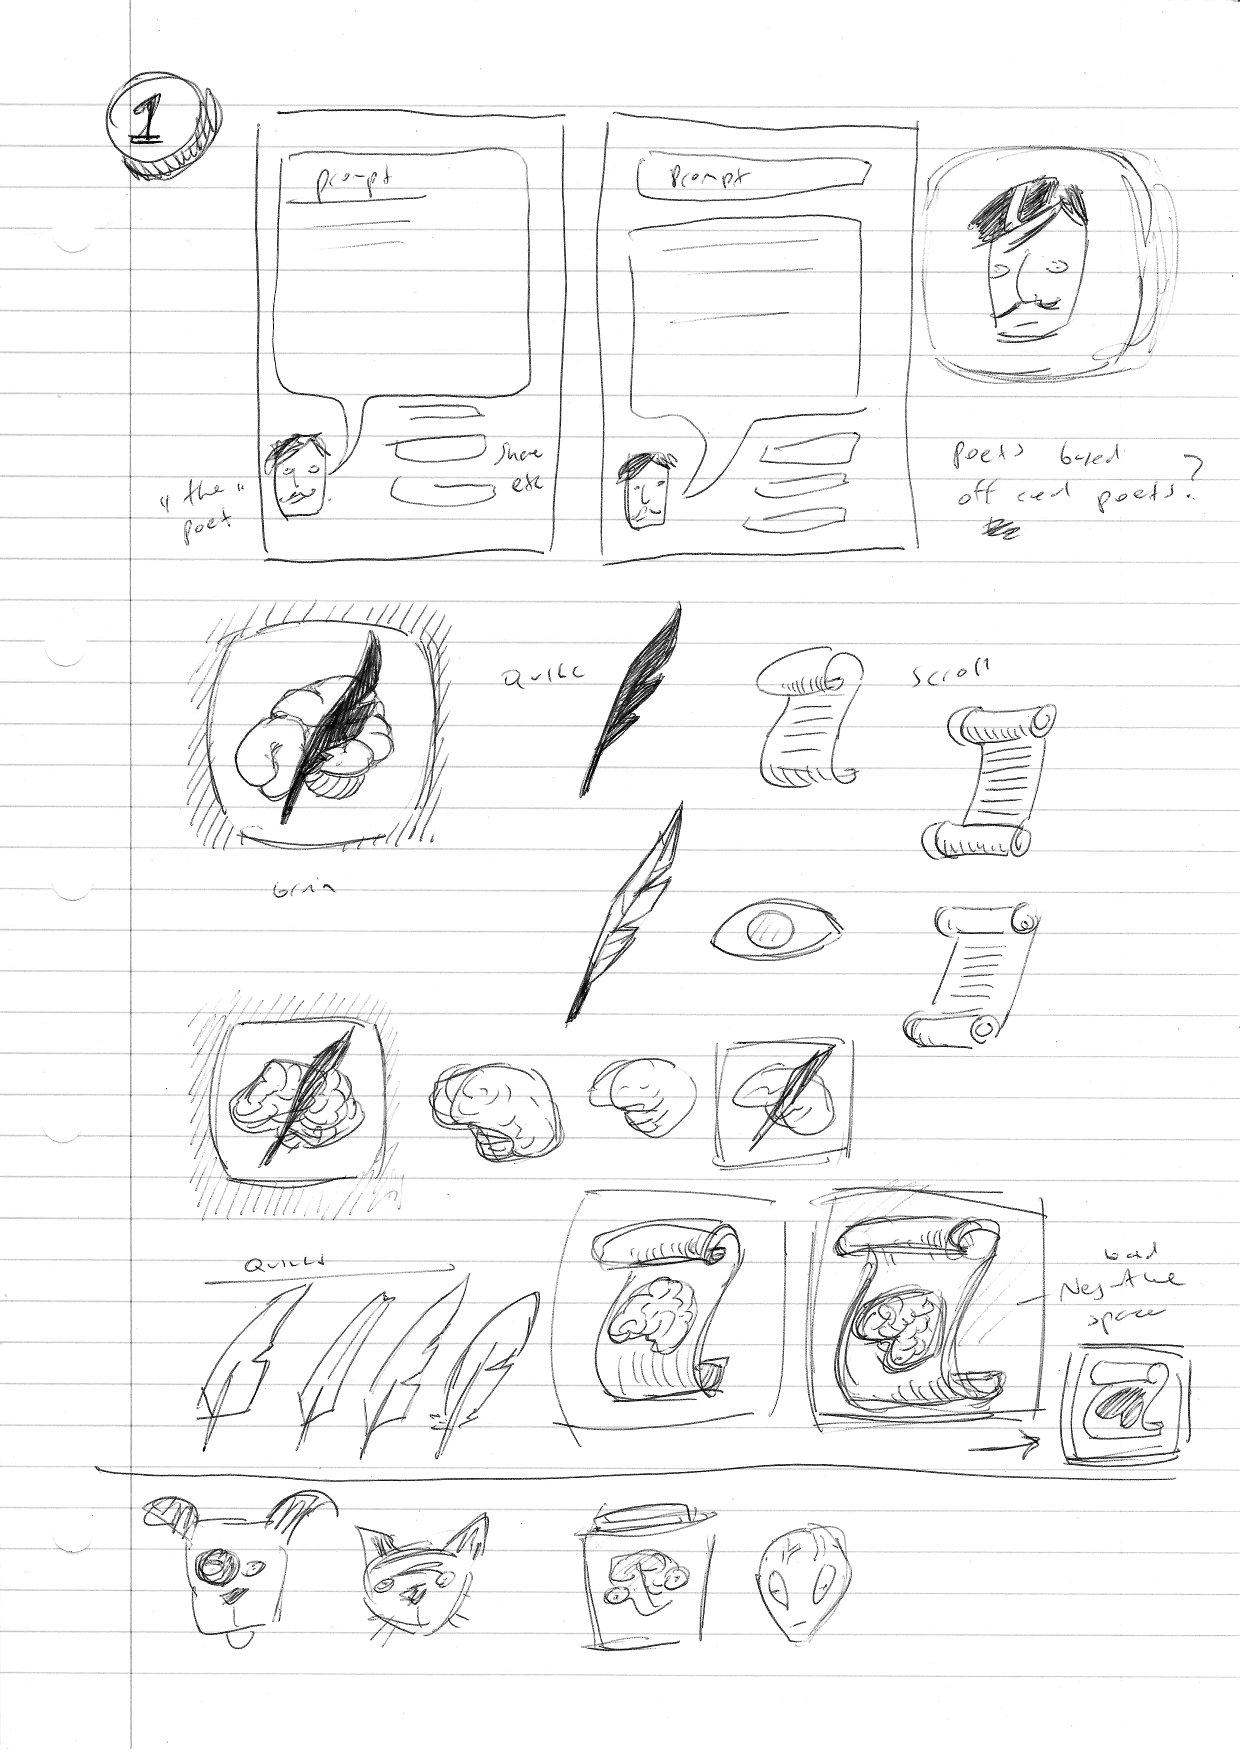 1
prompt
Prompt
"the"
poet
share
etc
Poets based
off real poets?
Quill
Scroll
brain
Quills
bad
Negative
space